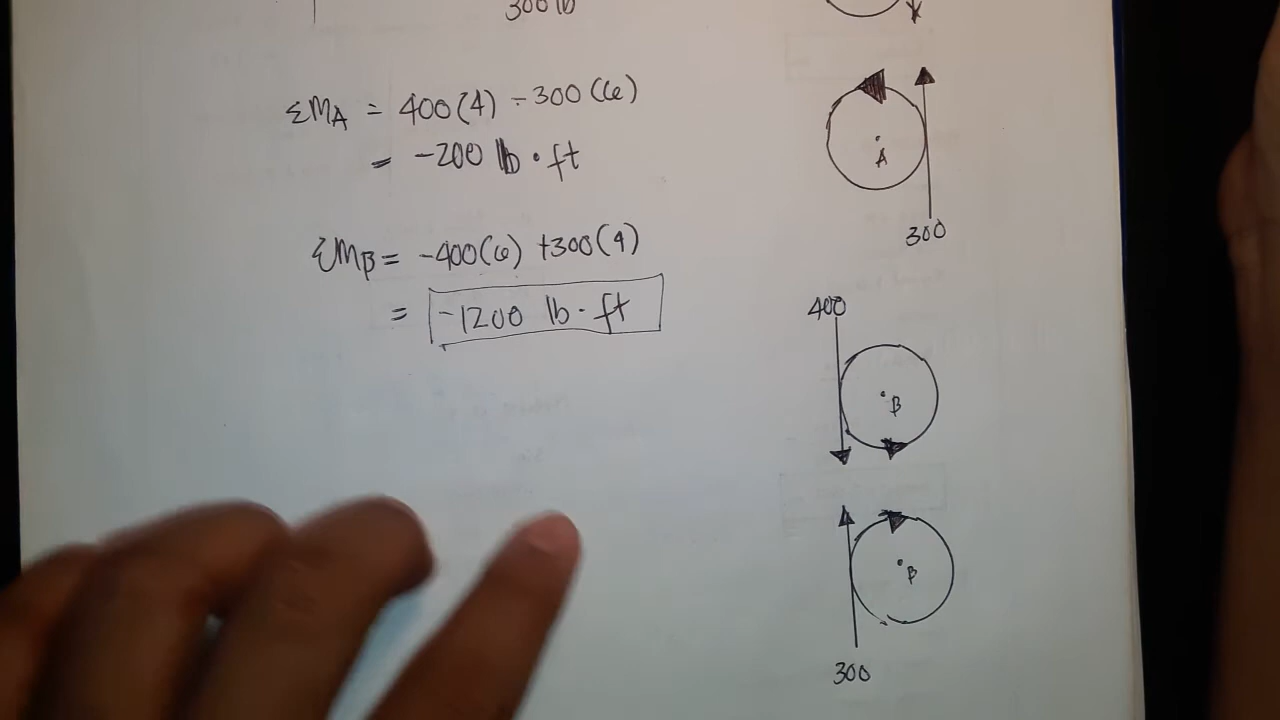 300 lb
ΣMA = 400(4) - 300(6)
= -200 lb · ft
ΣMB = -400(6) + 300(4)
= -1200 lb · ft
A
300
400
B
B
300